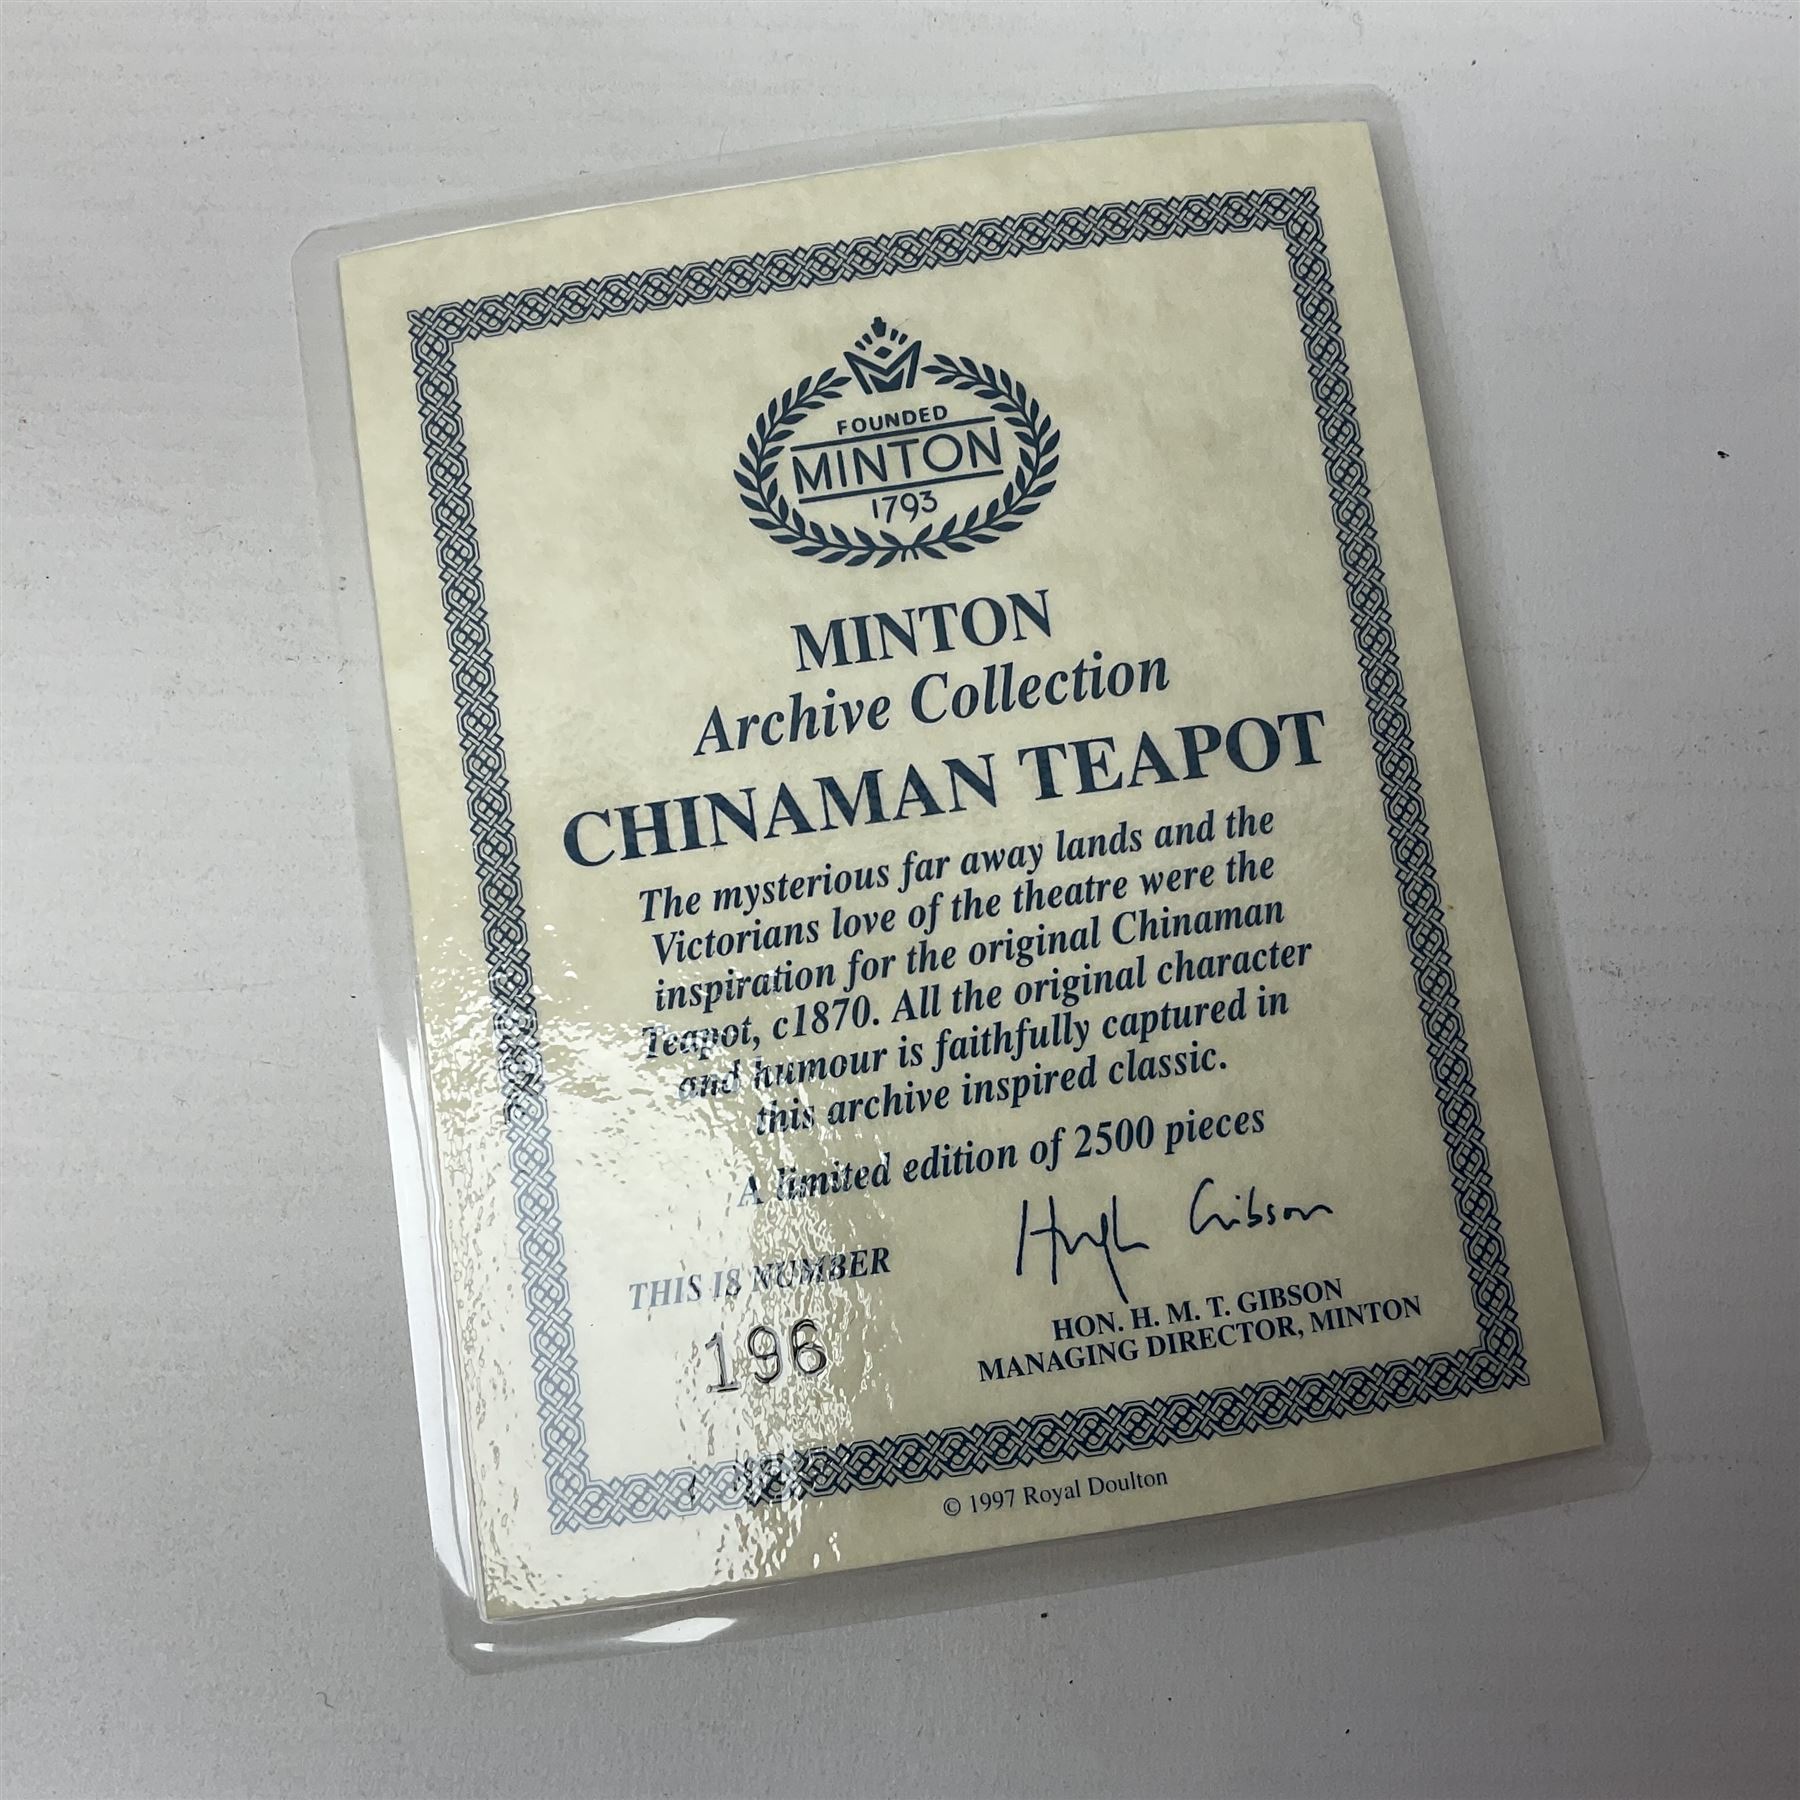 FOUNDED
MINTON
1793
MINTON
Archive Collection
CHINAMAN TEAPOT
The mysterious far away lands and the
Victorians love of the theatre were the
inspiration for the original Chinaman
Teapot, c1870. All the original character
and humour is faithfully captured in
this archive inspired classic.
A limited edition of 2500 pieces
THIS IS NUMBER
196
Hugh Gibson
HON. H. M. T. GIBSON
MANAGING DIRECTOR, MINTON
© 1997 Royal Doulton